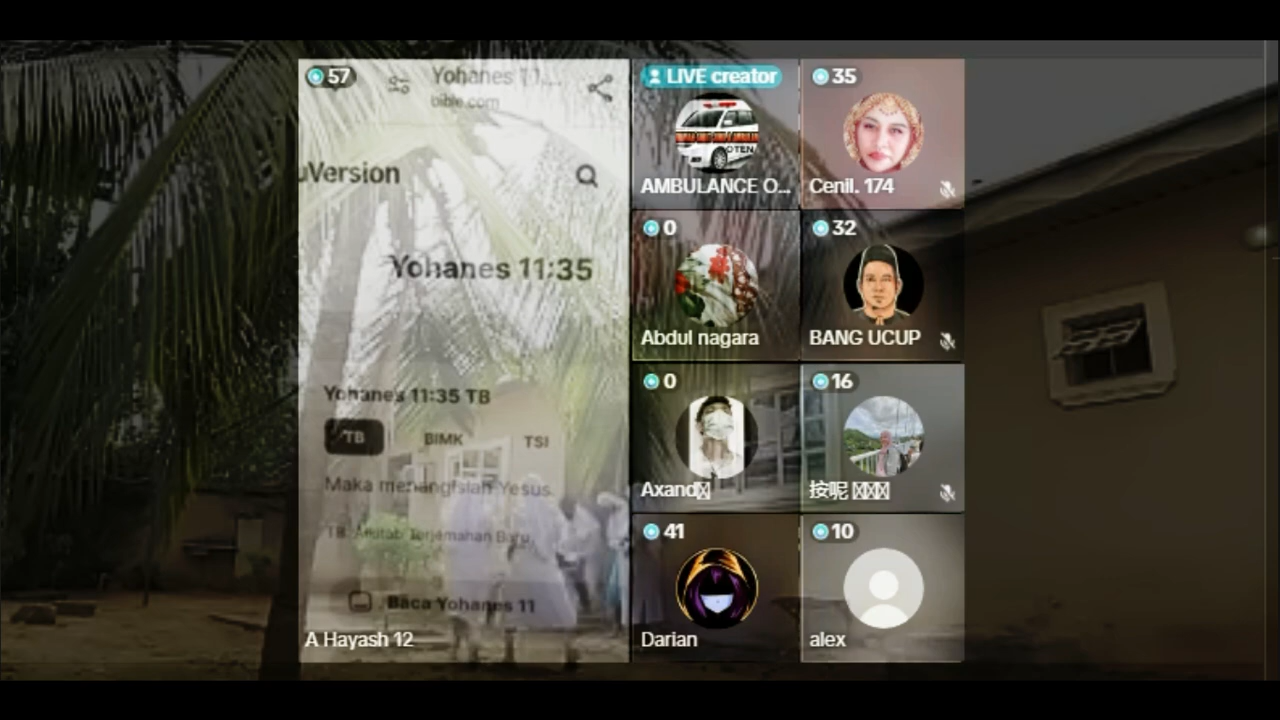 57
Yohanes 11...
bible.com
uVersion
Yohanes 11:35
Yohanes 11:35 TB
TB BIMK TSI
Maka menangislah Yesus.
TB: Alkitab Terjemahan Baru
Baca Yohanes 11
A Hayash 12
LIVE creator
OTEN
AMBULANCE O...
35
Cenil. 174
0
Abdul nagara
32
BANG UCUP
0
Axand
16
按呢
41
Darian
10
alex